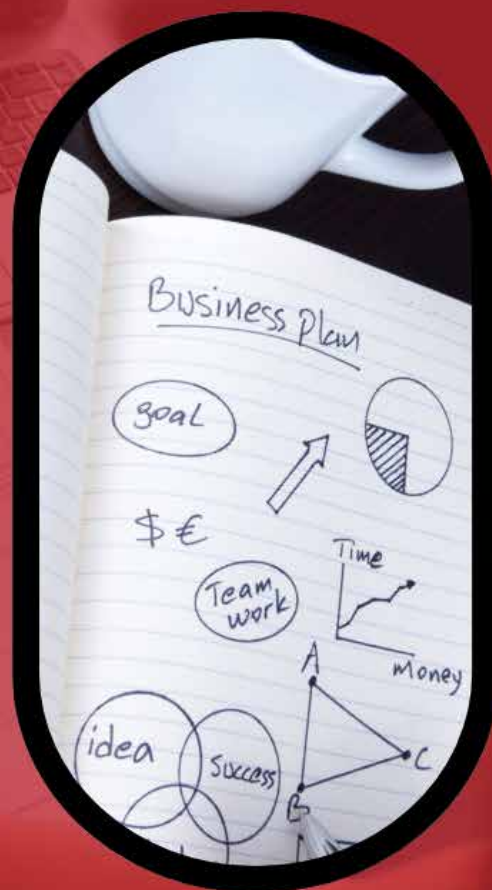 Business Plan
goal
$ €
Team
work
Time
Money
A
C
B
idea
Success